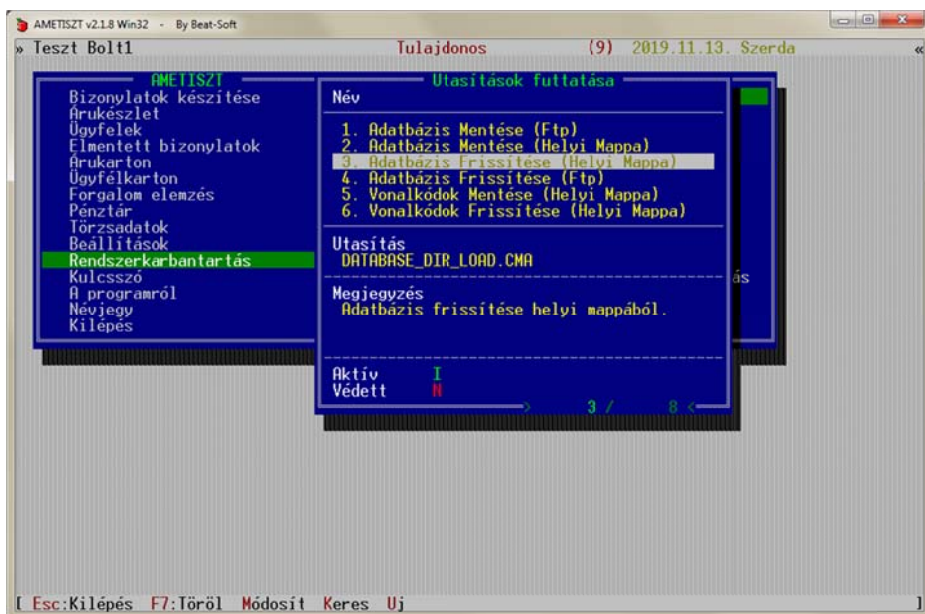 AMETISZT v2.1.8 Win32 - By Beat-Soft
» Teszt Bolt1 Tulajdonos (9) 2019.11.13. Szerda «
AMETISZT
Bizonylatok készítése
Árukészlet
Ügyfelek
Elmentett bizonylatok
Árukarton
Ügyfélkarton
Forgalom elemzés
Pénztár
Törzsadatok
Beállítások
Rendszerkarbantartás
Kulcsszó
A programról
Névjegy
Kilépés
Utasítások futtatása
Név
1. Adatbázis Mentése (Ftp)
2. Adatbázis Mentése (Helyi Mappa)
3. Adatbázis Frissítése (Helyi Mappa)
4. Adatbázis Frissítése (Ftp)
5. Vonalkódok Mentése (Helyi Mappa)
6. Vonalkódok Frissítése (Helyi Mappa)
Utasítás
DATABASE_DIR_LOAD.CMA
ás
Megjegyzés
Adatbázis frissítése helyi mappából.
Aktív I
Védett N
> 3 / 8 <
[ Esc:Kilépés F7:Töröl Módosít Keres Uj ]